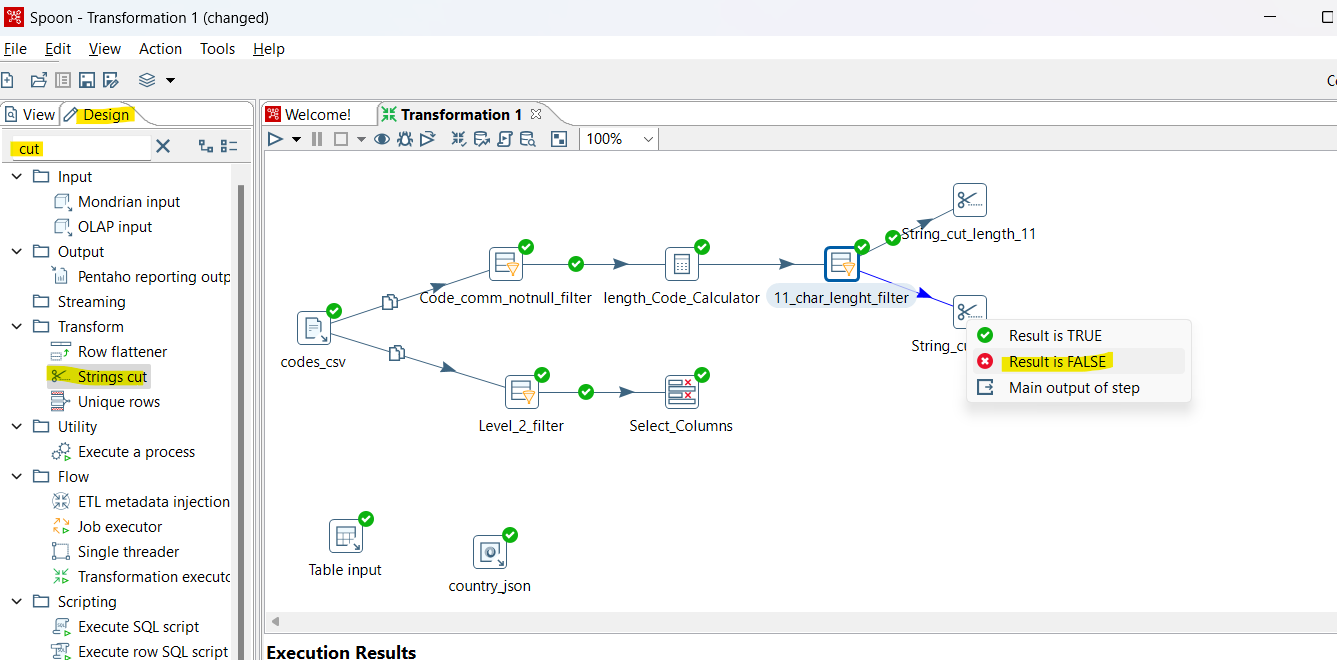 Spoon - Transformation 1 (changed)
File Edit View Action Tools Help
View Design
Welcome! Transformation 1
cut
100%
Input
Mondrian input
OLAP input
Output
Pentaho reporting outp
Streaming
Transform
Row flattener
Strings cut
Unique rows
Utility
Execute a process
Flow
ETL metadata injection
Job executor
Single threader
Transformation executo
Scripting
Execute SQL script
Execute row SQL script
String_cut_length_11
Code_comm_notnull_filter
length_Code_Calculator
11_char_lenght_filter
codes_csv
String_cu
Result is TRUE
Result is FALSE
Main output of step
Level_2_filter
Select_Columns
Table input
country_json
Execution Results